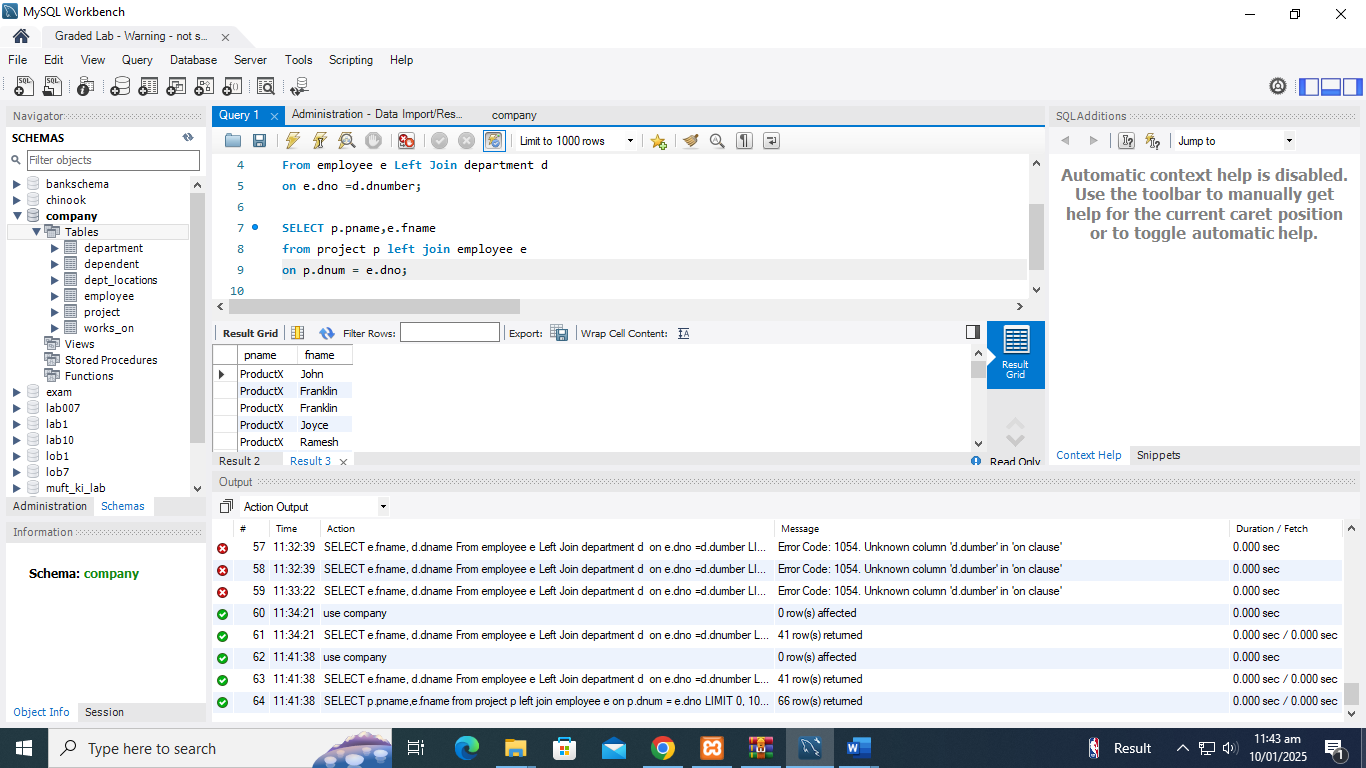 MySQL Workbench
Graded Lab - Warning - not s...
File Edit View Query Database Server Tools Scripting Help
Navigator
SCHEMAS
Filter objects
bankschema
chinook
company
Tables
department
dependent
dept_locations
employee
project
works_on
Views
Stored Procedures
Functions
exam
lab007
lab1
lab10
lob1
lob7
muft_ki_lab
Administration Schemas
Information
Schema: company
Object Info Session
Query 1 Administration - Data Import/Res... company
Limit to 1000 rows
4 From employee e Left Join department d
5 on e.dno =d.dnumber;
6
7 SELECT p.pname,e.fname
8 from project p left join employee e
9 on p.dnum = e.dno;
10
Result Grid Filter Rows: Export: Wrap Cell Content:
pname fname
ProductX John
ProductX Franklin
ProductX Franklin
ProductX Joyce
ProductX Ramesh
Result Grid
Result 2 Result 3 Read Only
SQLAdditions
Jump to
Automatic context help is disabled.
Use the toolbar to manually get
help for the current caret position
or to toggle automatic help.
Context Help Snippets
Output
Action Output
# Time Action Message Duration / Fetch
57 11:32:39 SELECT e.fname, d.dname From employee e Left Join department d on e.dno =d.dumber LI... Error Code: 1054. Unknown column 'd.dumber' in 'on clause' 0.000 sec
58 11:32:39 SELECT e.fname, d.dname From employee e Left Join department d on e.dno =d.dumber LI... Error Code: 1054. Unknown column 'd.dumber' in 'on clause' 0.000 sec
59 11:33:22 SELECT e.fname, d.dname From employee e Left Join department d on e.dno =d.dumber LI... Error Code: 1054. Unknown column 'd.dumber' in 'on clause' 0.000 sec
60 11:34:21 use company 0 row(s) affected 0.000 sec
61 11:34:21 SELECT e.fname, d.dname From employee e Left Join department d on e.dno =d.dnumber L... 41 row(s) returned 0.000 sec / 0.000 sec
62 11:41:38 use company 0 row(s) affected 0.000 sec
63 11:41:38 SELECT e.fname, d.dname From employee e Left Join department d on e.dno =d.dnumber L... 41 row(s) returned 0.000 sec / 0.000 sec
64 11:41:38 SELECT p.pname,e.fname from project p left join employee e on p.dnum = e.dno LIMIT 0, 10... 66 row(s) returned 0.000 sec / 0.000 sec
Type here to search
Result
11:43 am
10/01/2025
1